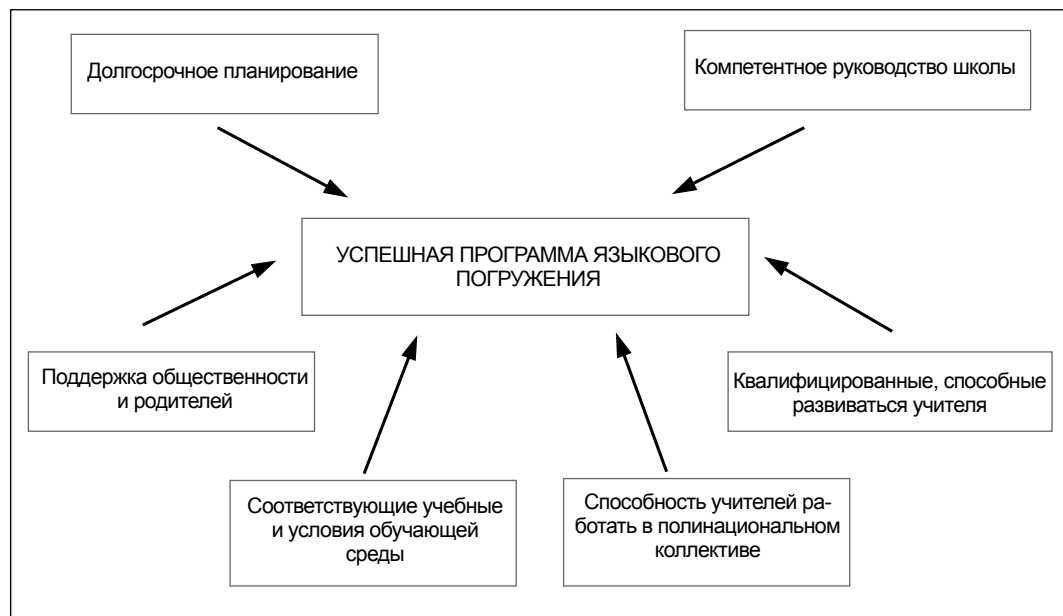 Долгосрочное планирование
Компетентное руководство школы
УСПЕШНАЯ ПРОГРАММА ЯЗЫКОВОГО
ПОГРУЖЕНИЯ
Поддержка общественности
и родителей
Квалифицированные, способные
развиваться учителя
Соответствующие учебные
и условия обучающей
среды
Способность учителей ра-
ботать в полинациональном
коллективе